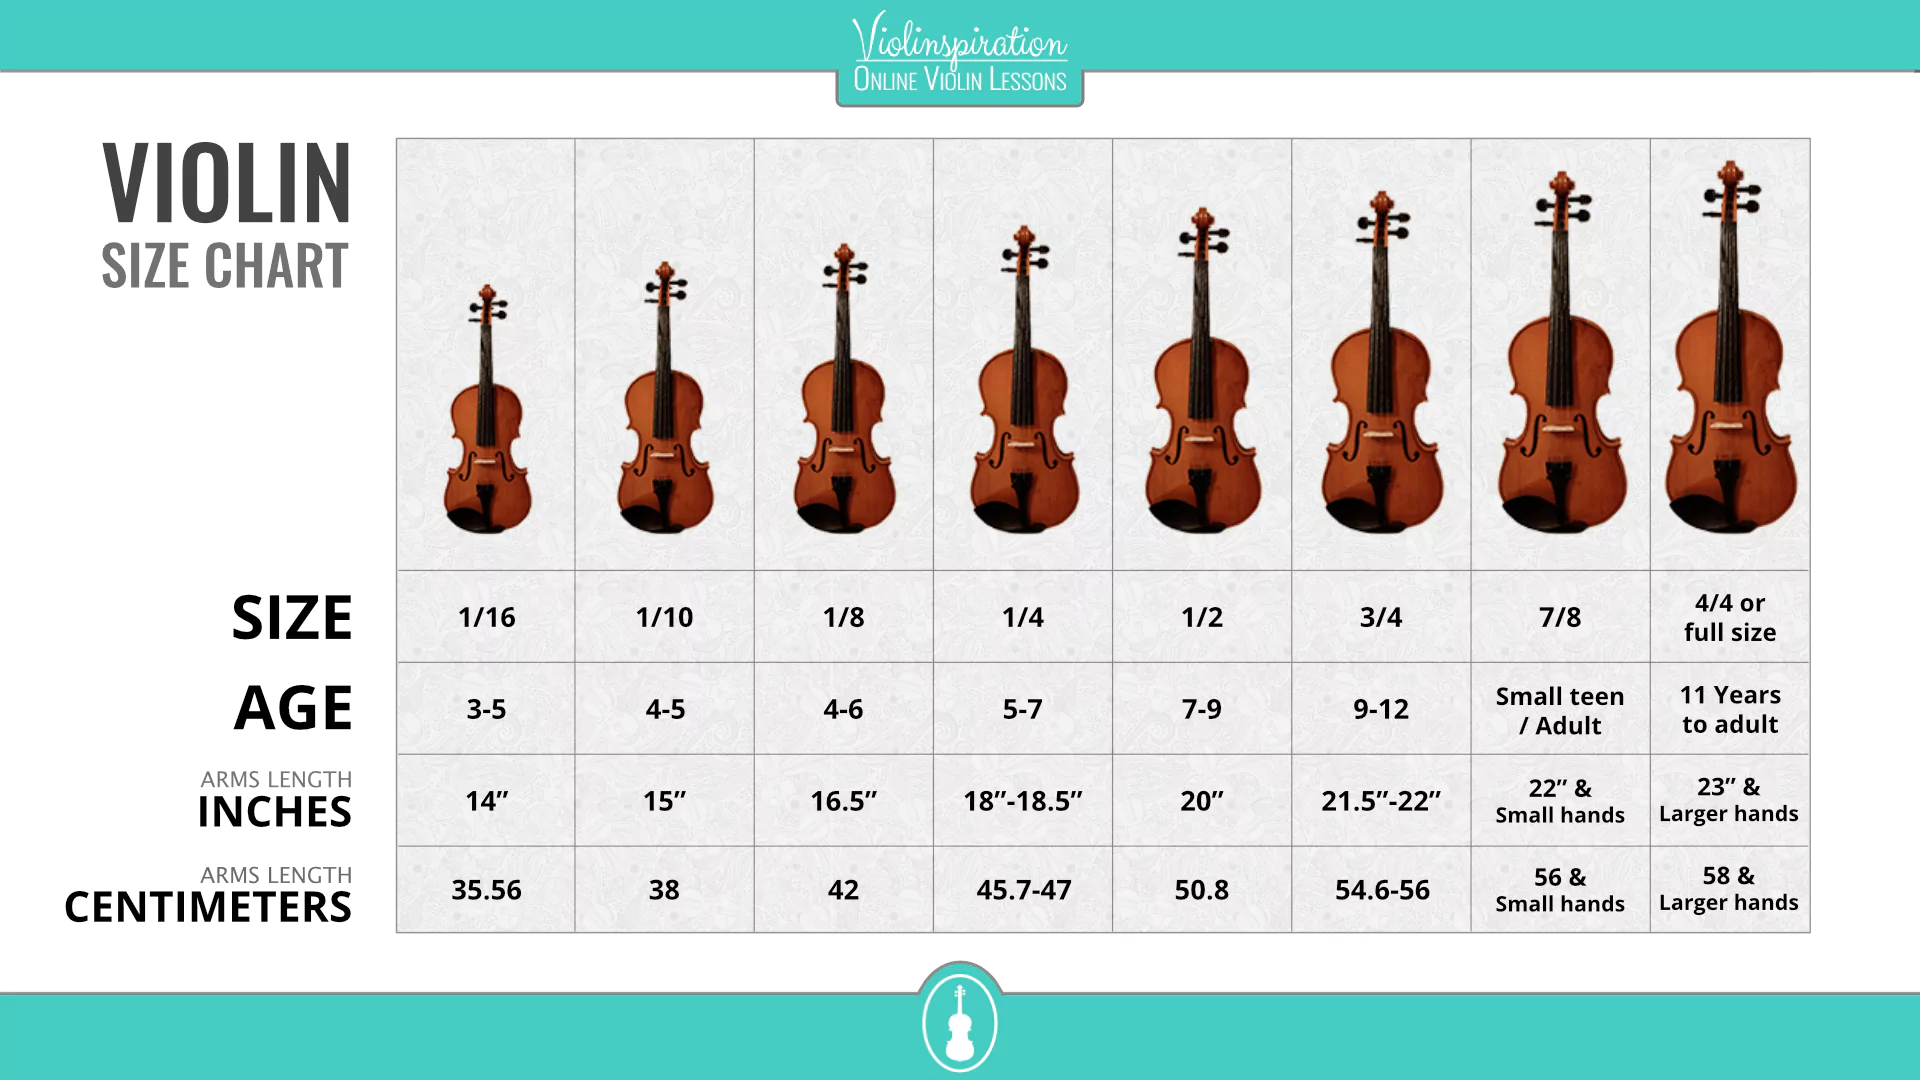 Violinspiration
ONLINE VIOLIN LESSONS
VIOLIN
SIZE CHART
SIZE
1/16
1/10
1/8
1/4
1/2
3/4
7/8
4/4 or
full size
AGE
3-5
4-5
4-6
5-7
7-9
9-12
Small teen
/ Adult
11 Years
to adult
ARMS LENGTH
INCHES
14”
15”
16.5”
18”-18.5”
20”
21.5”-22”
22” &
Small hands
23” &
Larger hands
ARMS LENGTH
CENTIMETERS
35.56
38
42
45.7-47
50.8
54.6-56
56 &
Small hands
58 &
Larger hands